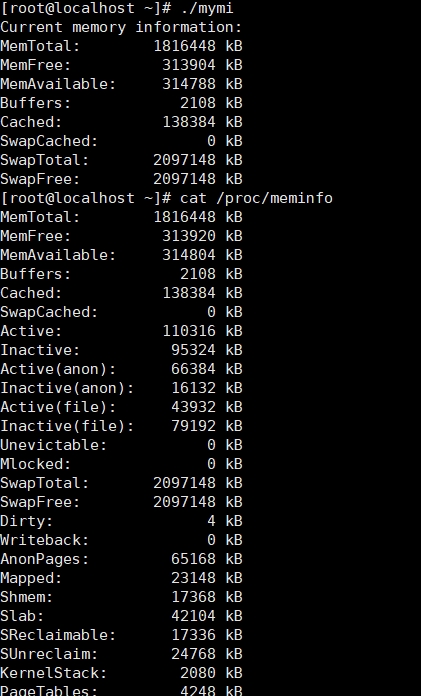 [root@localhost ~]# ./mymi
Current memory information:
MemTotal:        1816448 kB
MemFree:          313904 kB
MemAvailable:     314788 kB
Buffers:            2108 kB
Cached:           138384 kB
SwapCached:            0 kB
SwapTotal:       2097148 kB
SwapFree:        2097148 kB
[root@localhost ~]# cat /proc/meminfo
MemTotal:        1816448 kB
MemFree:          313920 kB
MemAvailable:     314804 kB
Buffers:            2108 kB
Cached:           138384 kB
SwapCached:            0 kB
Active:           110316 kB
Inactive:          95324 kB
Active(anon):      66384 kB
Inactive(anon):    16132 kB
Active(file):      43932 kB
Inactive(file):    79192 kB
Unevictable:           0 kB
Mlocked:               0 kB
SwapTotal:       2097148 kB
SwapFree:        2097148 kB
Dirty:                 4 kB
Writeback:             0 kB
AnonPages:         65168 kB
Mapped:            23148 kB
Shmem:             17368 kB
Slab:              42104 kB
SReclaimable:      17336 kB
SUnreclaim:        24768 kB
KernelStack:        2080 kB
PageTables:         4248 kB